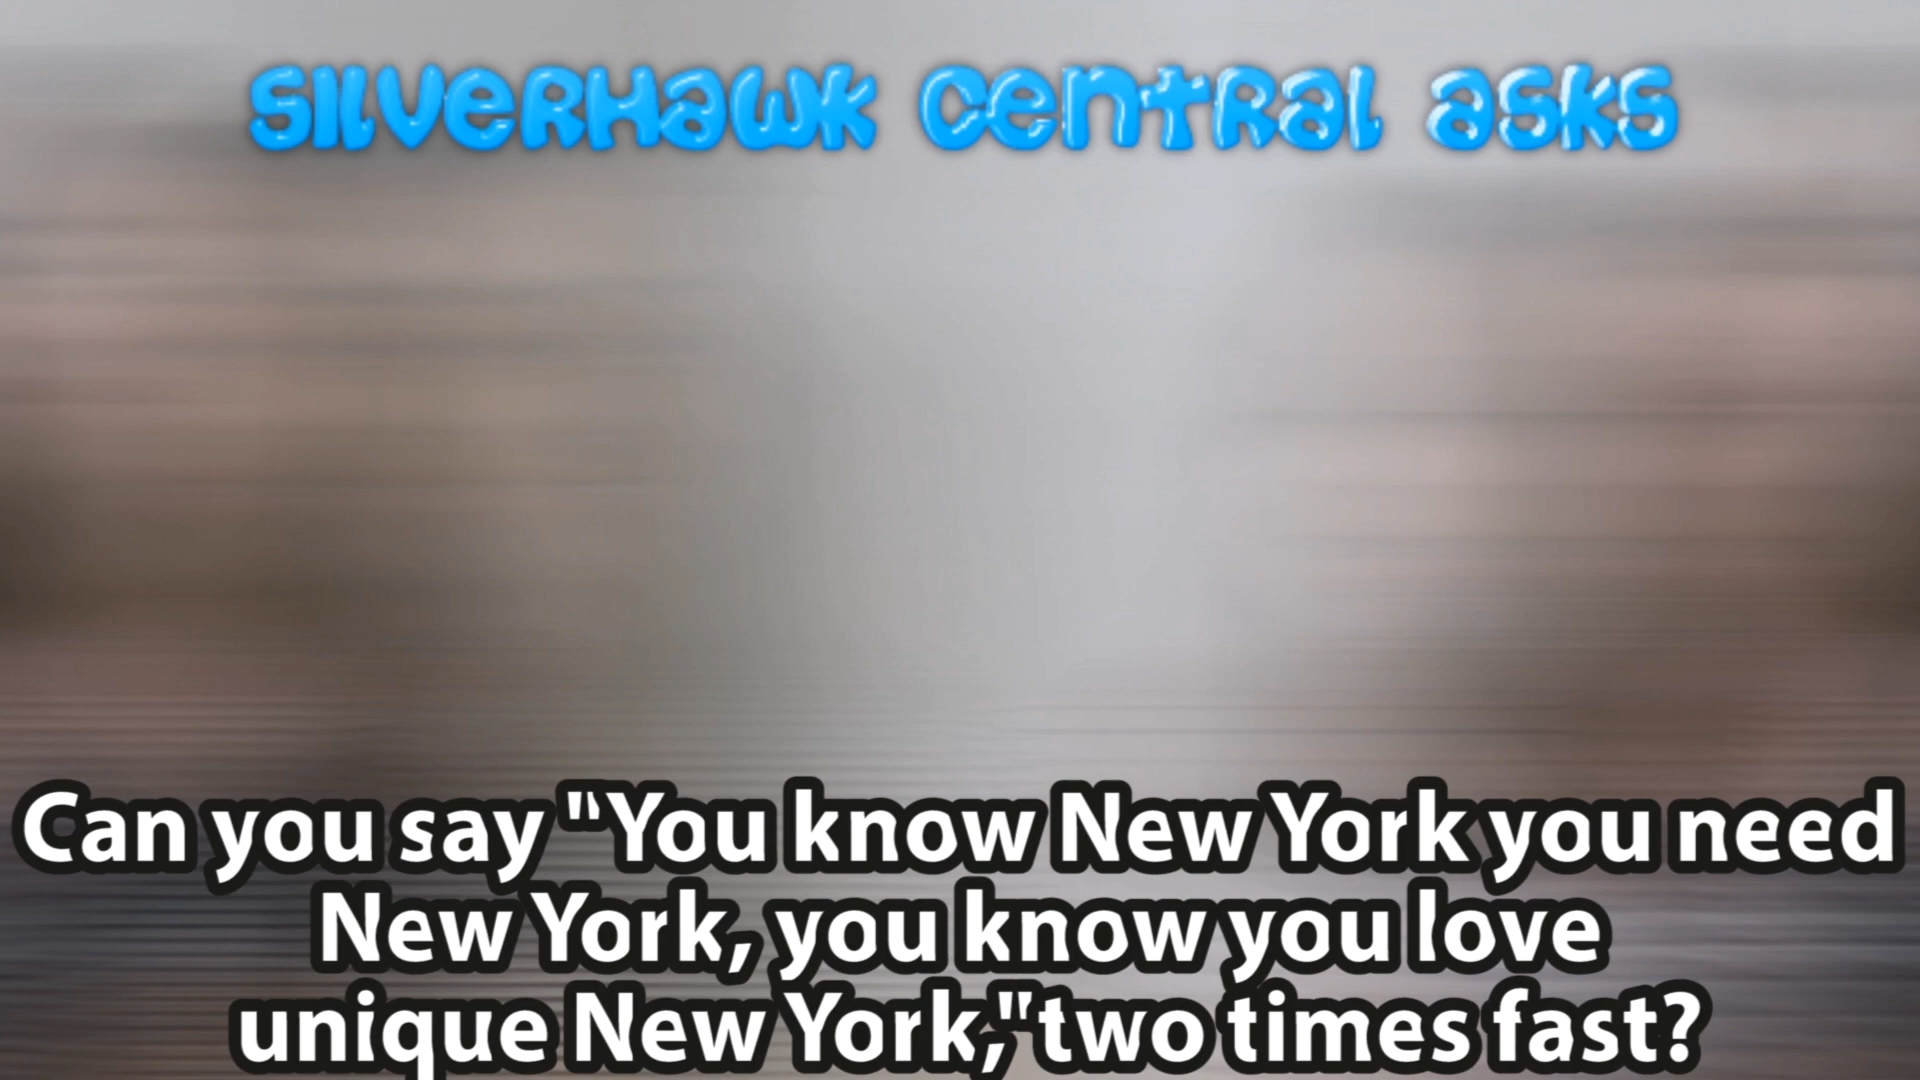 SilverHawk Central asks
Can you say "You know New York you need
New York, you know you love
unique New York,"two times fast?